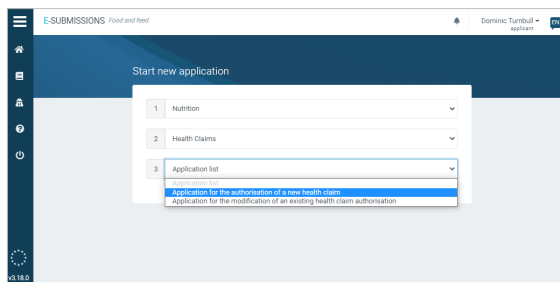 E-SUBMISSIONS Food and feed
Dominic Turnbull
applicant
EN
Start new application
1 Nutrition
2 Health Claims
3 Application list
Application list
Application for the authorisation of a new health claim
Application for the modification of an existing health claim authorisation
v3.18.0